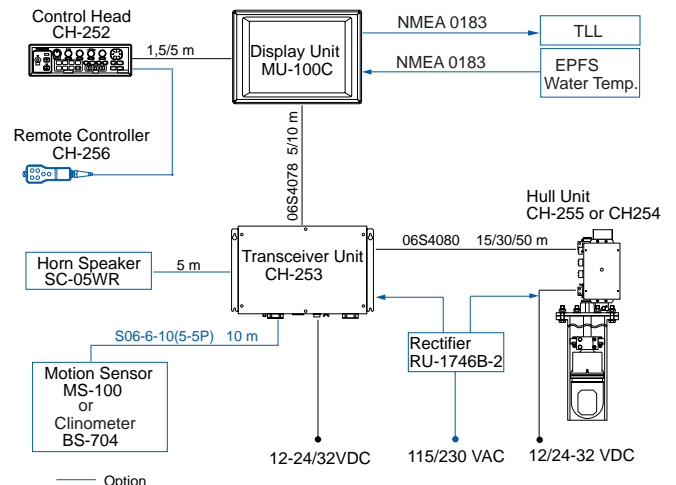 Control Head
CH-252
1,5/5 m
Display Unit
MU-100C
NMEA 0183
TLL
NMEA 0183
EPFS
Water Temp.
Remote Controller
CH-256
06S4078 5/10 m
Hull Unit
CH-255 or CH254
Transceiver Unit
CH-253
06S4080 15/30/50 m
Horn Speaker
SC-05WR
5 m
S06-6-10(5-5P) 10 m
Rectifier
RU-1746B-2
Motion Sensor
MS-100
or
Clinometer
BS-704
12-24/32VDC
115/230 VAC
12/24-32 VDC
Option